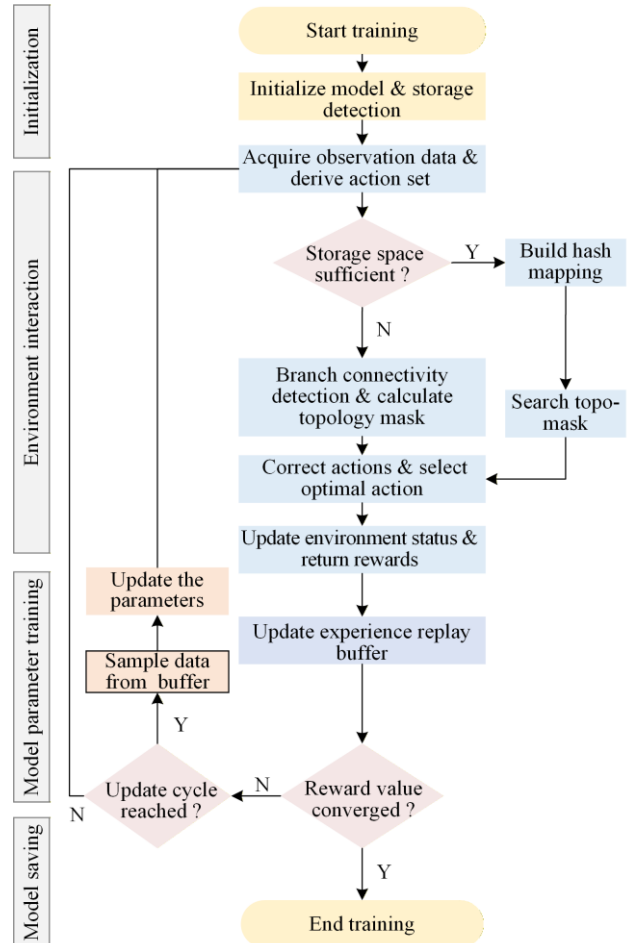 Initialization
Start training
Initialize model & storage
detection
Acquire observation data &
derive action set
Environment interaction
Storage space
sufficient ?
Y
Build hash
mapping
N
Branch connectivity
detection & calculate
topology mask
Search topo-
mask
Correct actions & select
optimal action
Update environment status &
return rewards
Model parameter training
Update the
parameters
Update experience replay
buffer
Sample data
from buffer
Y
Update cycle
reached ?
N
N
Reward value
converged ?
Y
Model saving
End training